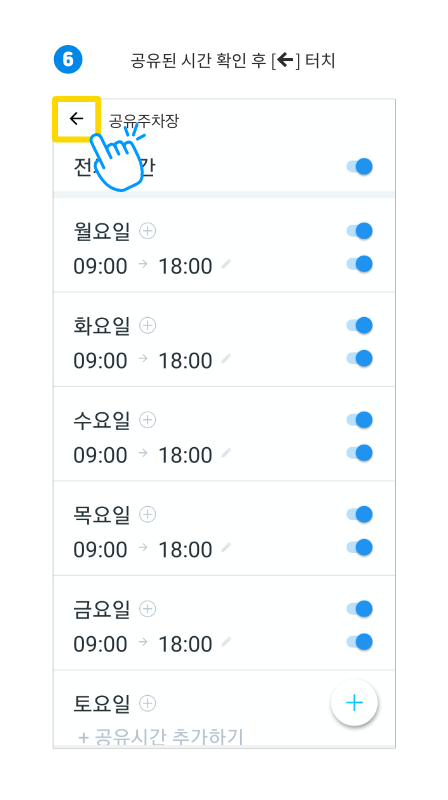 6 공유된 시간 확인 후 [←] 터치
← 공유주차장
월요일
09:00 → 18:00
화요일
09:00 → 18:00
수요일
09:00 → 18:00
목요일
09:00 → 18:00
금요일
09:00 → 18:00
토요일
+ 공유시간 추가하기